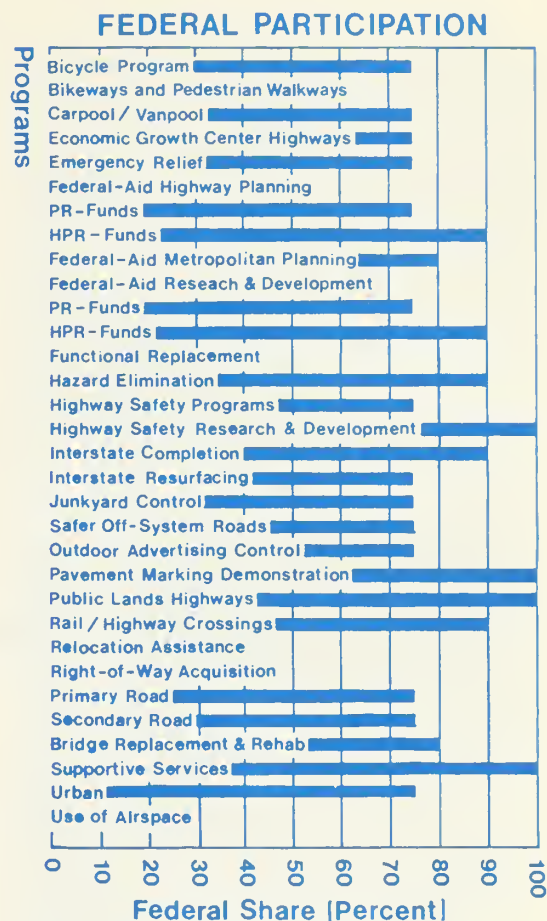 FEDERAL PARTICIPATION
Programs
Bicycle Program
Bikeways and Pedestrian Walkways
Carpool / Vanpool
Economic Growth Center Highways
Emergency Relief
Federal-Aid Highway Planning
PR-Funds
HPR-Funds
Federal-Aid Metropolitan Planning
Federal-Aid Reseach & Development
PR-Funds
HPR-Funds
Functional Replacement
Hazard Elimination
Highway Safety Programs
Highway Safety Research & Development
Interstate Completion
Interstate Resurfacing
Junkyard Control
Safer Off-System Roads
Outdoor Advertising Control
Pavement Marking Demonstration
Public Lands Highways
Rail / Highway Crossings
Relocation Assistance
Right-of-Way Acquisition
Primary Road
Secondary Road
Bridge Replacement & Rehab
Supportive Services
Urban
Use of Airspace
0 10 20 30 40 50 60 70 80 90 100
Federal Share [Percent]